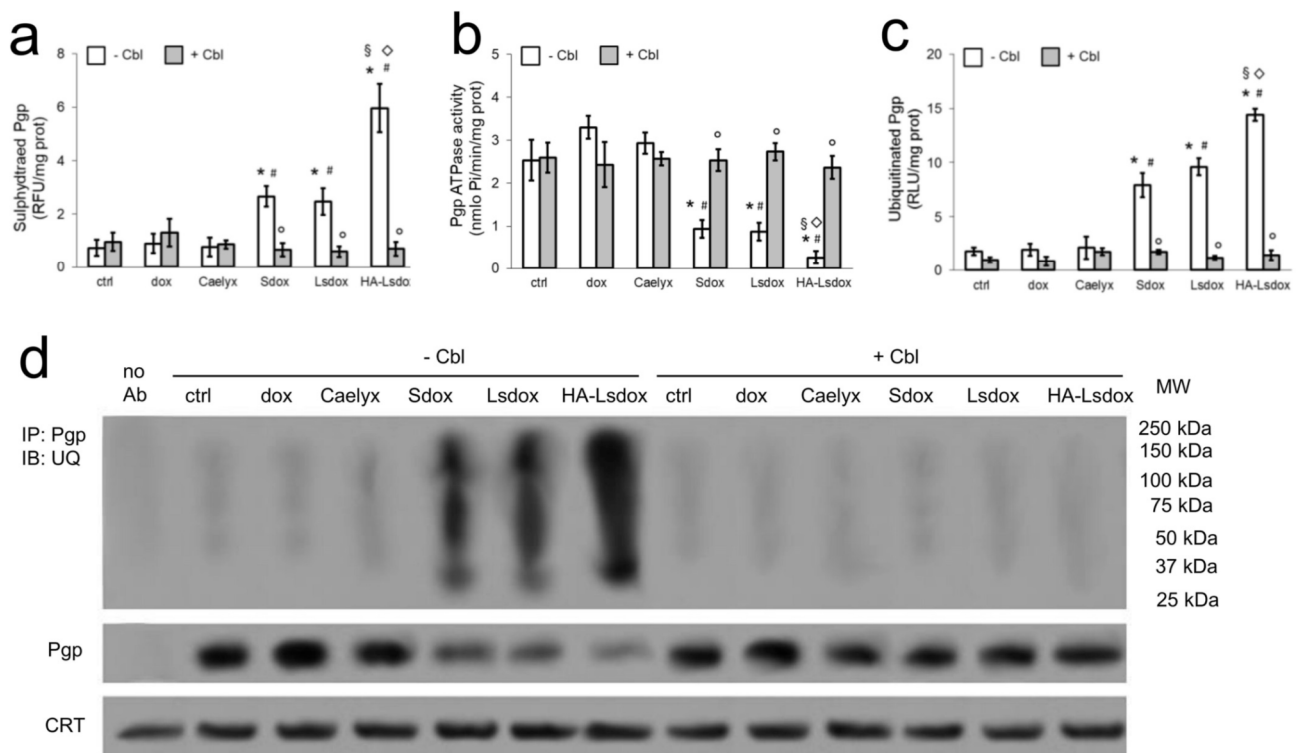 a
8
6
4
2
0
Sulphydtraed Pgp
(RFU/mg prot)
- Cbl
+ Cbl
* #
* #
§ ◇
* #
°
°
°
ctrl
dox
Caelyx
Sdox
Lsdox
HA-Lsdox
b
5
4
3
2
1
0
Pgp ATPase activity
(nmlo Pi/min/mg prot)
- Cbl
+ Cbl
°
°
°
* #
* #
§ ◇
* #
ctrl
dox
Caelyx
Sdox
Lsdox
HA-Lsdox
c
20
15
10
5
0
Ubiquitinated Pgp
(RLU/mg prot)
- Cbl
+ Cbl
* #
* #
§ ◇
* #
°
°
°
ctrl
dox
Caelyx
Sdox
Lsdox
HA-Lsdox
d
no
Ab
- Cbl
+ Cbl
ctrl dox Caelyx Sdox Lsdox HA-Lsdox ctrl dox Caelyx Sdox Lsdox HA-Lsdox
MW
IP: Pgp
IB: UQ
250 kDa
150 kDa
100 kDa
75 kDa
50 kDa
37 kDa
25 kDa
Pgp
CRT